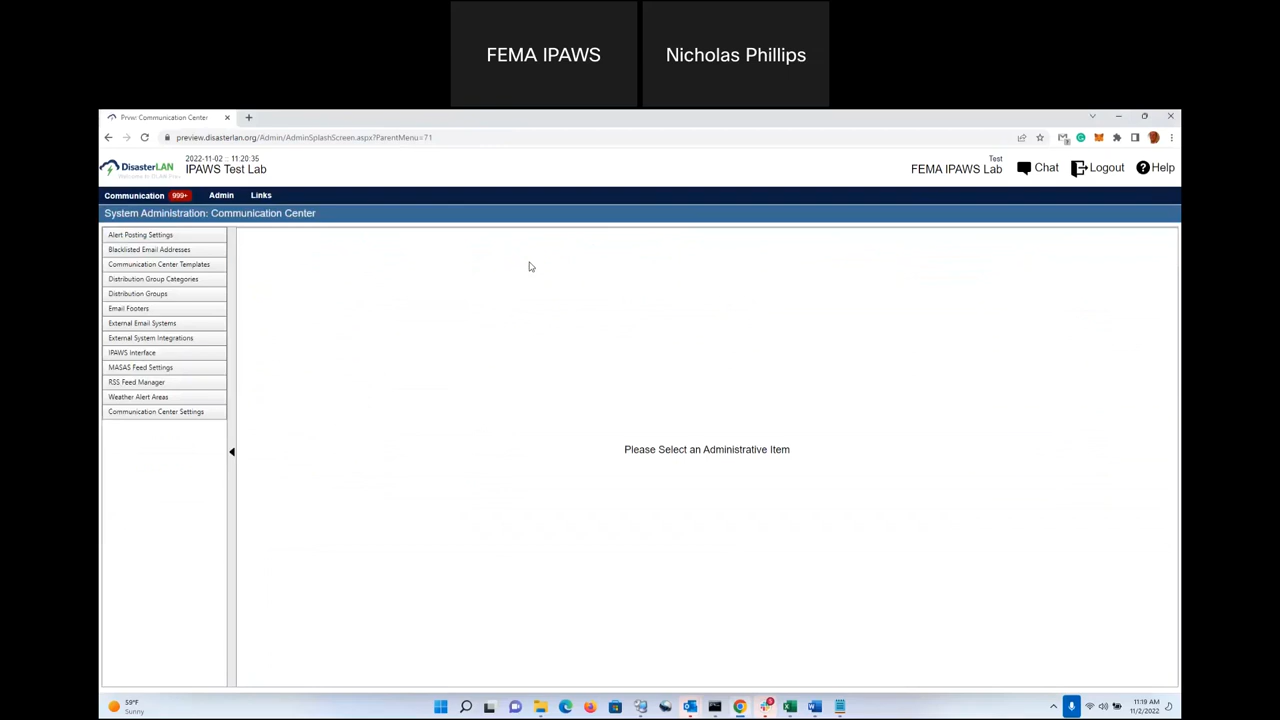 FEMA IPAWS
Nicholas Phillips
Prvw: Communication Center
preview.disasterlan.org/Admin/AdminSplashScreen.aspx?ParentMenu=71
DisasterLAN
2022-11-02 :: 11:20:35
IPAWS Test Lab
Test
FEMA IPAWS Lab
Chat
Logout
Help
Communication 999+ Admin Links
System Administration: Communication Center
Alert Posting Settings
Blacklisted Email Addresses
Communication Center Templates
Distribution Group Categories
Distribution Groups
Email Footers
External Email Systems
External System Integrations
IPAWS Interface
MASAS Feed Settings
RSS Feed Manager
Weather Alert Areas
Communication Center Settings
Please Select an Administrative Item
59°F
Sunny
11:19 AM
11/2/2022